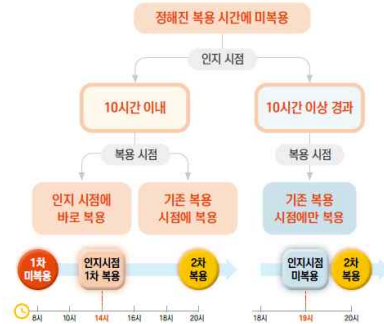 정해진 복용 시간에 미복용
인지 시점
10시간 이내
10시간 이상 경과
복용 시점
복용 시점
인지 시점에
바로 복용
기존 복용
시점에 복용
기존 복용
시점에만 복용
1차
미복용
인지시점
1차 복용
2차
복용
인지시점
미복용
2차
복용
8시 10시 14시 16시 18시 20시
18시 19시 20시